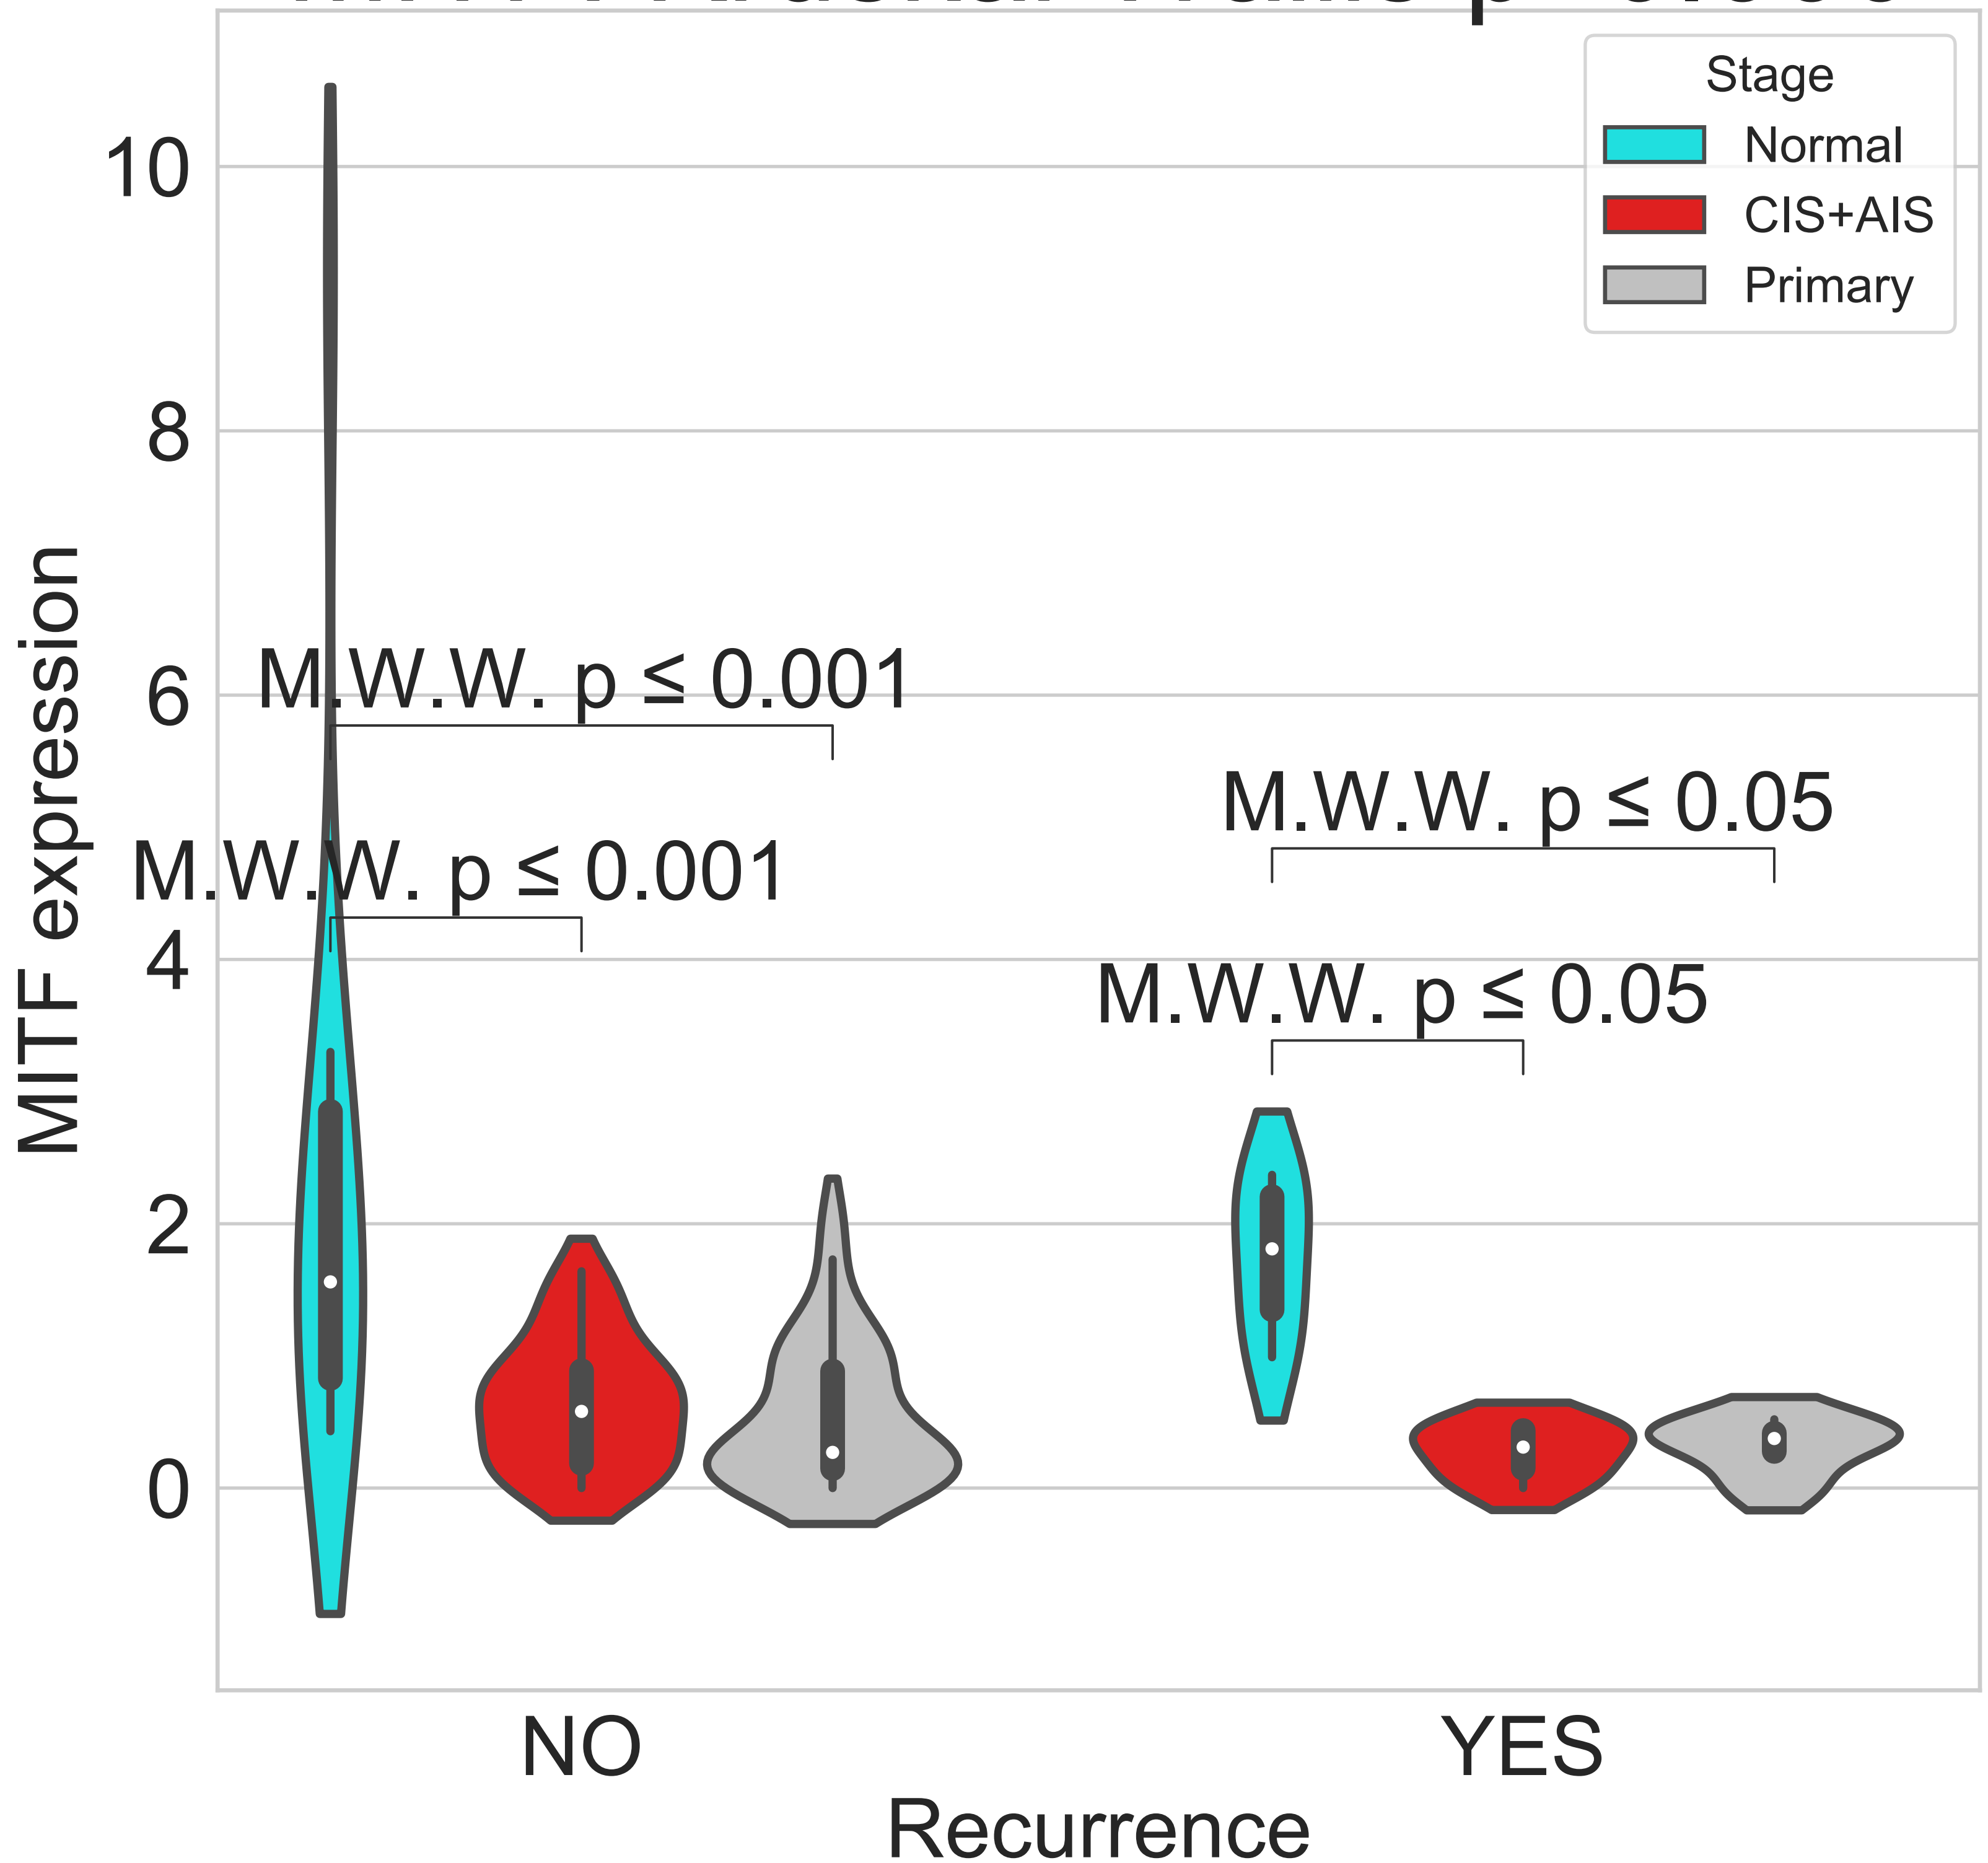 Stage
Normal
CIS+AIS
Primary
10
8
6
4
2
0
MITF expression
M.W.W. p ≤ 0.001
M.W.W. p ≤ 0.001
M.W.W. p ≤ 0.05
M.W.W. p ≤ 0.05
NO
YES
Recurrence